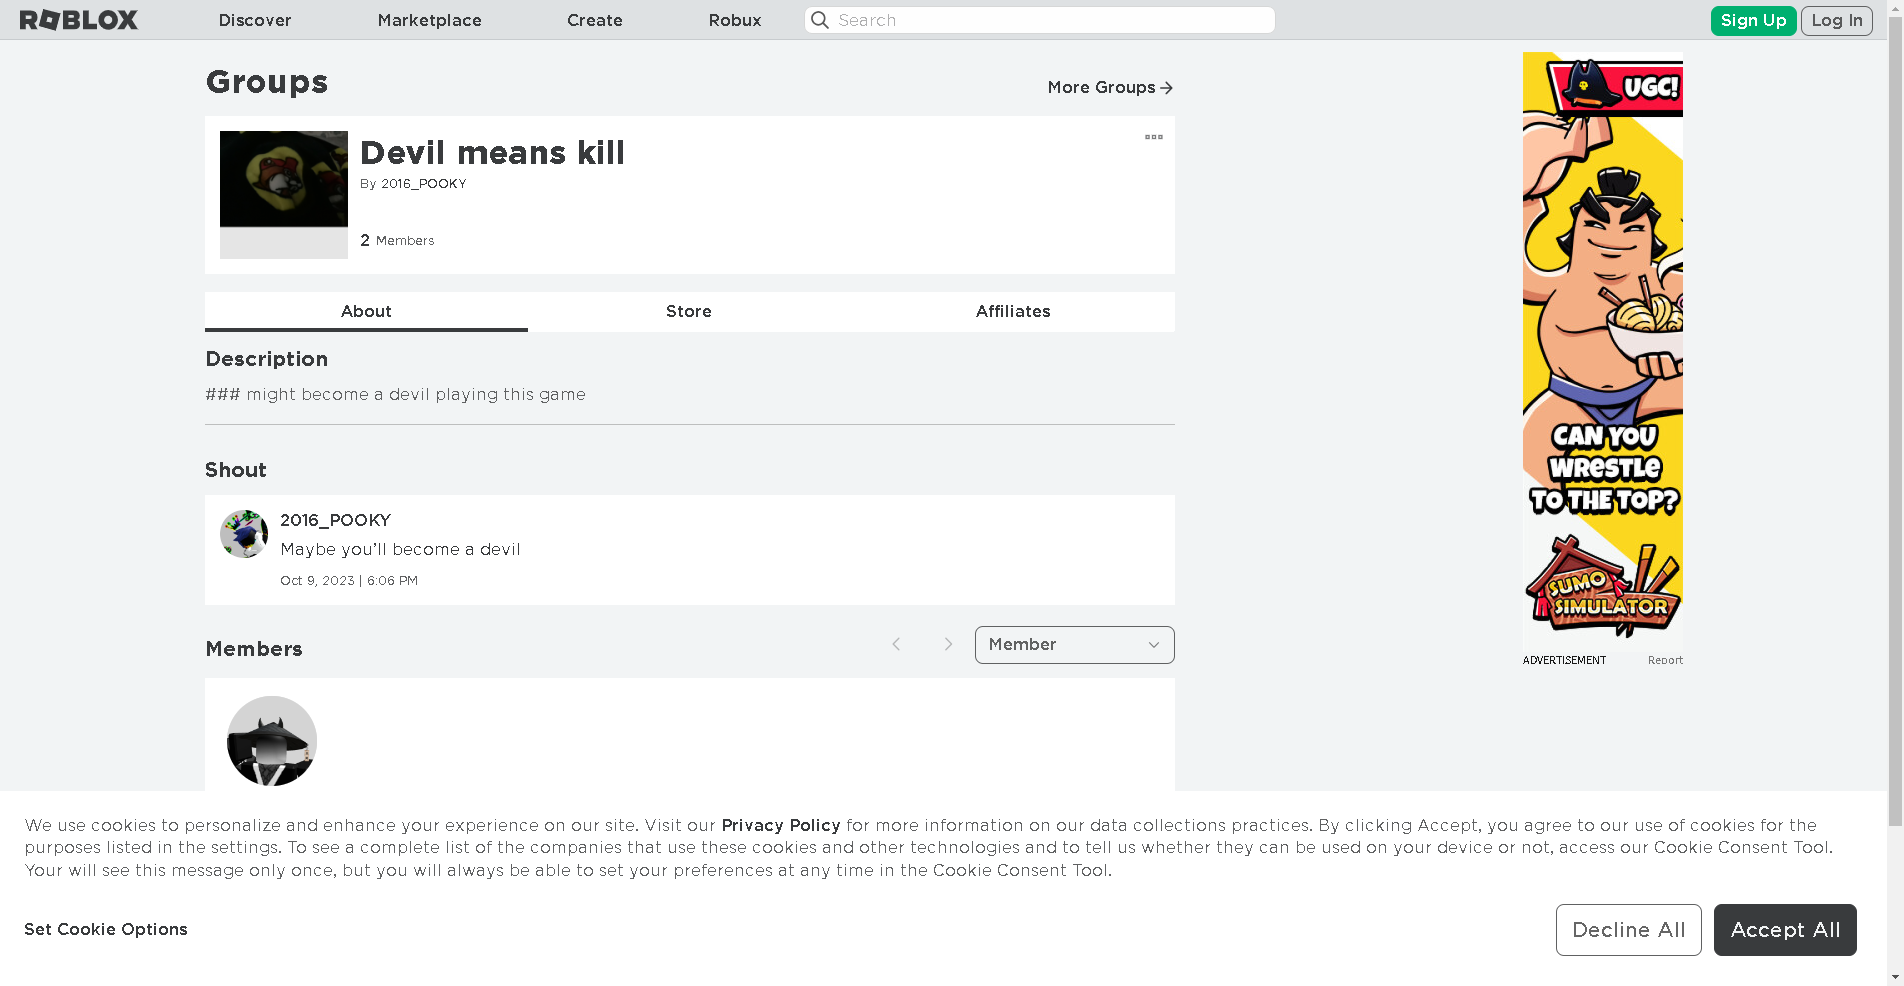 ROBLOX
Discover
Marketplace
Create
Robux
Search
Sign Up
Log In
Groups
More Groups
Devil means kill
By 2016_POOKY
2 Members
About
Store
Affiliates
Description
### might become a devil playing this game
Shout
2016_POOKY
Maybe you’ll become a devil
Oct 9, 2023 | 6:06 PM
Members
Member
UGC!
CAN YOU
WRESTLE
TO THE TOP?
SUMO
SIMULATOR
ADVERTISEMENT
Report
We use cookies to personalize and enhance your experience on our site. Visit our Privacy Policy for more information on our data collections practices. By clicking Accept, you agree to our use of cookies for the
purposes listed in the settings. To see a complete list of the companies that use these cookies and other technologies and to tell us whether they can be used on your device or not, access our Cookie Consent Tool.
Your will see this message only once, but you will always be able to set your preferences at any time in the Cookie Consent Tool.
Set Cookie Options
Decline All
Accept All